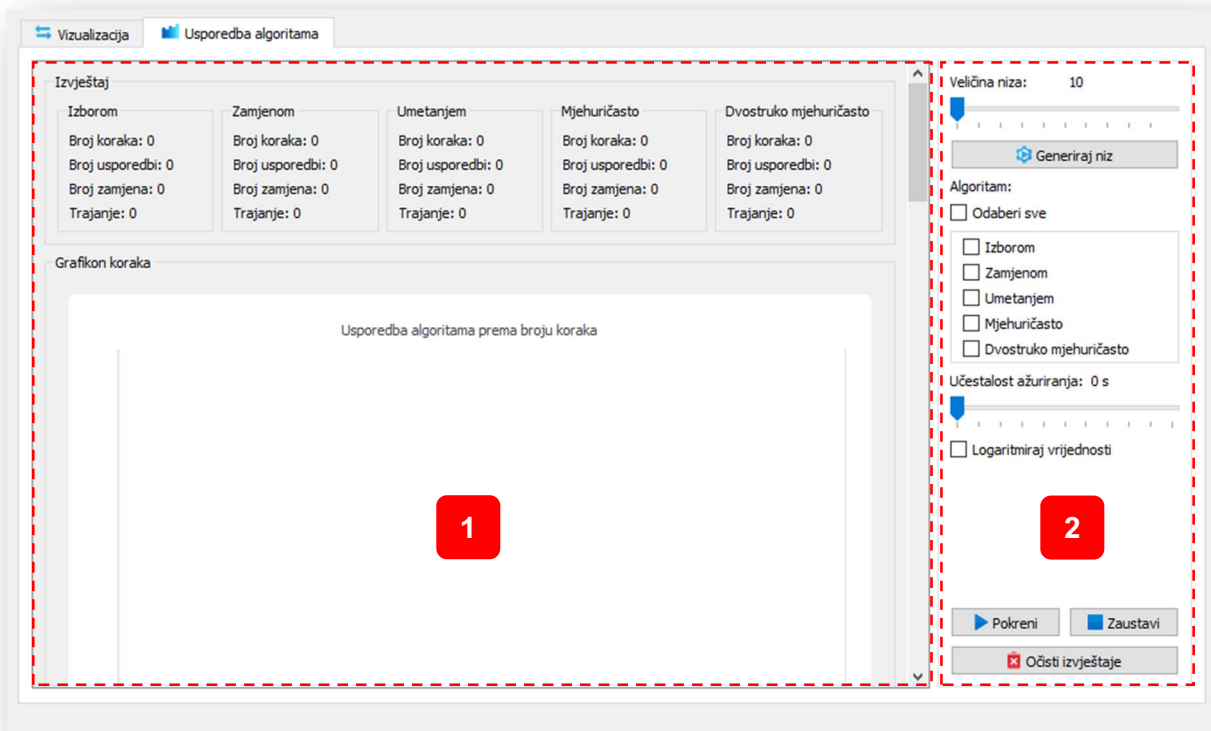 Vizualizacija
Usporedba algoritama
Izvještaj
Izborom
Broj koraka: 0
Broj usporedbi: 0
Broj zamjena: 0
Trajanje: 0
Zamjenom
Broj koraka: 0
Broj usporedbi: 0
Broj zamjena: 0
Trajanje: 0
Umetanjem
Broj koraka: 0
Broj usporedbi: 0
Broj zamjena: 0
Trajanje: 0
Mjehuričasto
Broj koraka: 0
Broj usporedbi: 0
Broj zamjena: 0
Trajanje: 0
Dvostruko mjehuričasto
Broj koraka: 0
Broj usporedbi: 0
Broj zamjena: 0
Trajanje: 0
Grafikon koraka
Usporedba algoritama prema broju koraka
1
Veličina niza: 10
Generiraj niz
Algoritam:
Odaberi sve
Izborom
Zamjenom
Umetanjem
Mjehuričasto
Dvostruko mjehuričasto
Učestalost ažuriranja: 0 s
Logaritmiraj vrijednosti
2
Pokreni
Zaustavi
Očisti izvještaje